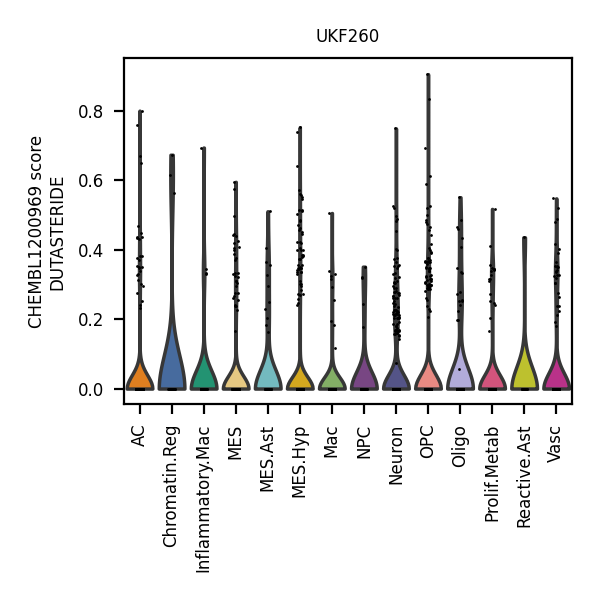 UKF260
CHEMBL1200969 score
DUTASTERIDE
0.8
0.6
0.4
0.2
0.0
AC
Chromatin.Reg
Inflammatory.Mac
MES
MES.Ast
MES.Hyp
Mac
NPC
Neuron
OPC
Oligo
Prolif.Metab
Reactive.Ast
Vasc